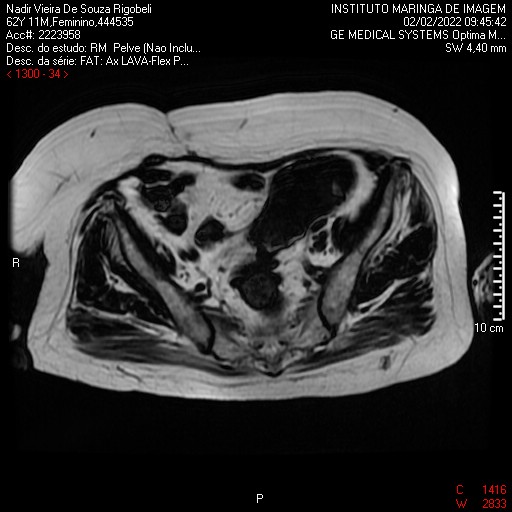 Nadir Vieira De Souza Rigobeli
62Y 11M,Feminino,444535
Acc#: 2223958
Desc. do estudo: RM Pelve (Nao Inclu...
Desc. da série: FAT: Ax LAVA-Flex P...
< 1300 - 34 >
INSTITUTO MARINGA DE IMAGEM
02/02/2022 09:45:42
GE MEDICAL SYSTEMS Optima M...
SW 4,40 mm
R
10 cm
P
C 1416
W 2833